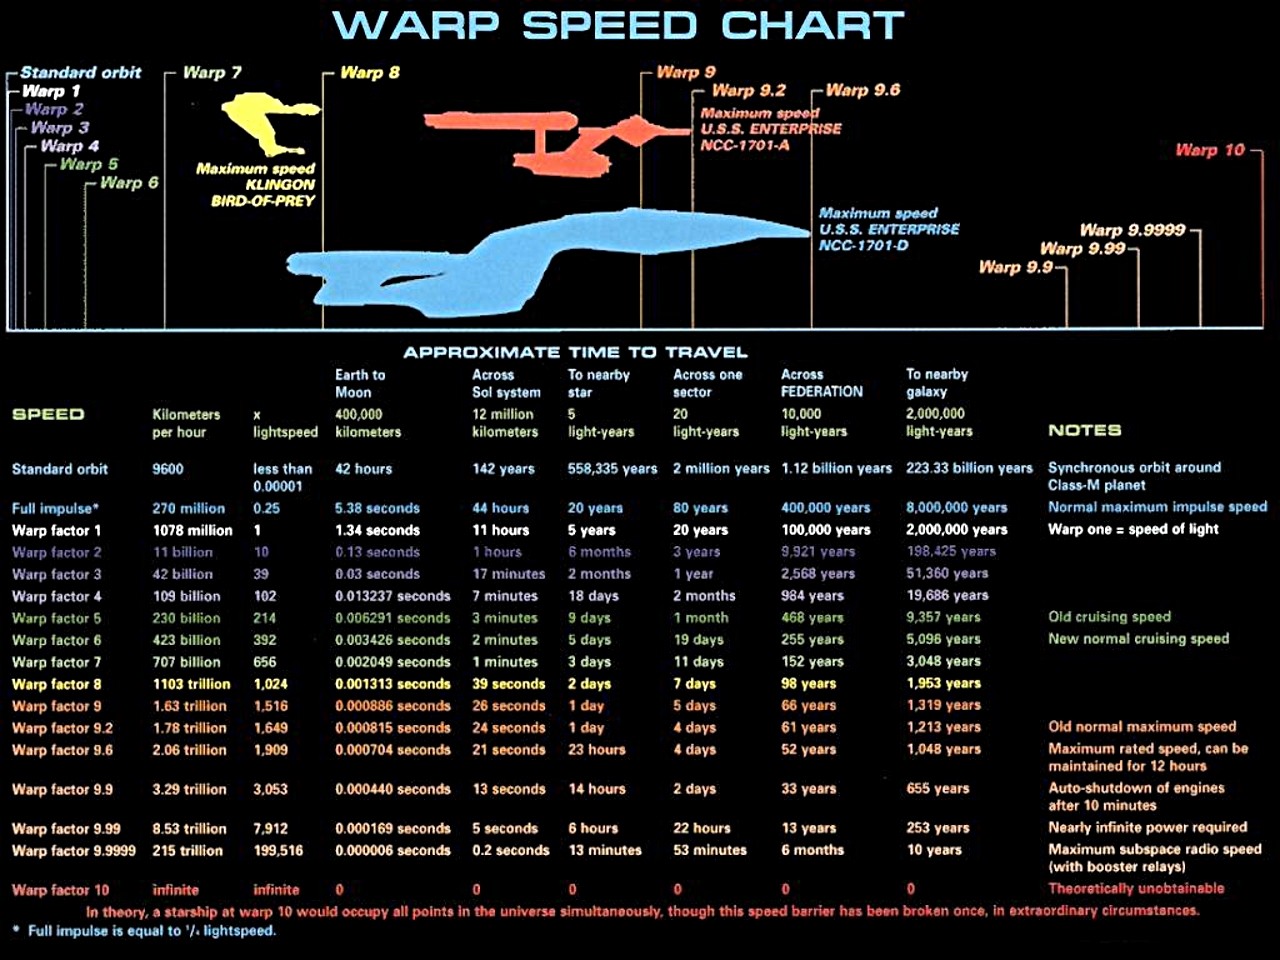 WARP SPEED CHART
Standard orbit
Warp 1
Warp 2
Warp 3
Warp 4
Warp 5
Warp 6
Warp 7
Warp 8
Warp 9
Warp 9.2
Warp 9.6
Maximum speed
KLINGON
BIRD-OF-PREY
Maximum speed
U.S.S. ENTERPRISE
NCC-1701-A
Maximum speed
U.S.S. ENTERPRISE
NCC-1701-D
Warp 9.9
Warp 9.99
Warp 9.9999
Warp 10
APPROXIMATE TIME TO TRAVEL
Earth to Moon Across Sol system To nearby star Across one sector Across FEDERATION To nearby galaxy
SPEED Kilometers per hour x lightspeed 400,000 kilometers 12 million kilometers 5 light-years 20 light-years 10,000 light-years 2,000,000 light-years NOTES
Standard orbit 9600 less than 0.00001 42 hours 142 years 558,335 years 2 million years 1.12 billion years 223.33 billion years Synchronous orbit around Class-M planet
Full impulse* 270 million 0.25 5.38 seconds 44 hours 20 years 80 years 400,000 years 8,000,000 years Normal maximum impulse speed
Warp factor 1 1078 million 1 1.34 seconds 11 hours 5 years 20 years 100,000 years 2,000,000 years Warp one = speed of light
Warp factor 2 11 billion 10 0.13 seconds 1 hours 6 months 3 years 9,921 years 198,425 years
Warp factor 3 42 billion 39 0.03 seconds 17 minutes 2 months 1 year 2,568 years 51,360 years
Warp factor 4 109 billion 102 0.013237 seconds 7 minutes 18 days 2 months 984 years 19,686 years
Warp factor 5 230 billion 214 0.006291 seconds 3 minutes 9 days 1 month 468 years 9,357 years Old cruising speed
Warp factor 6 423 billion 392 0.003426 seconds 2 minutes 5 days 19 days 255 years 5,096 years New normal cruising speed
Warp factor 7 707 billion 656 0.002049 seconds 1 minutes 3 days 11 days 152 years 3,048 years
Warp factor 8 1103 trillion 1,024 0.001313 seconds 39 seconds 2 days 7 days 98 years 1,953 years
Warp factor 9 1.63 trillion 1,516 0.000886 seconds 26 seconds 1 day 5 days 66 years 1,319 years
Warp factor 9.2 1.78 trillion 1,649 0.000815 seconds 24 seconds 1 day 4 days 61 years 1,213 years Old normal maximum speed
Warp factor 9.6 2.06 trillion 1,909 0.000704 seconds 21 seconds 23 hours 4 days 52 years 1,048 years Maximum rated speed, can be maintained for 12 hours
Warp factor 9.9 3.29 trillion 3,053 0.000440 seconds 13 seconds 14 hours 2 days 33 years 655 years Auto-shutdown of engines after 10 minutes
Warp factor 9.99 8.53 trillion 7,912 0.000169 seconds 5 seconds 6 hours 22 hours 13 years 253 years Nearly infinite power required
Warp factor 9.9999 215 trillion 199,516 0.000006 seconds 0.2 seconds 13 minutes 53 minutes 6 months 10 years Maximum subspace radio speed (with booster relays)
Warp factor 10 infinite infinite 0 0 0 0 0 0 Theoretically unobtainable
In theory, a starship at warp 10 would occupy all points in the universe simultaneously, though this speed barrier has been broken once, in extraordinary circumstances.
* Full impulse is equal to ¹/₄ lightspeed.